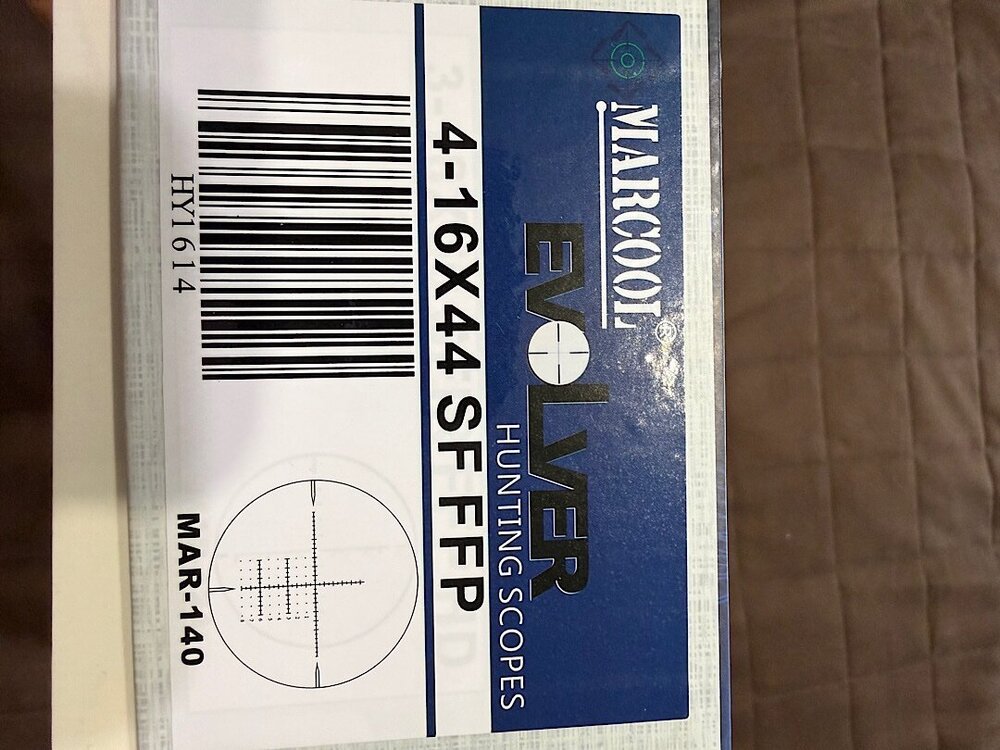 MARCOOL®
EVOLVER
HUNTING SCOPES
4-16X44 SF FFP
HY1614
MAR-140